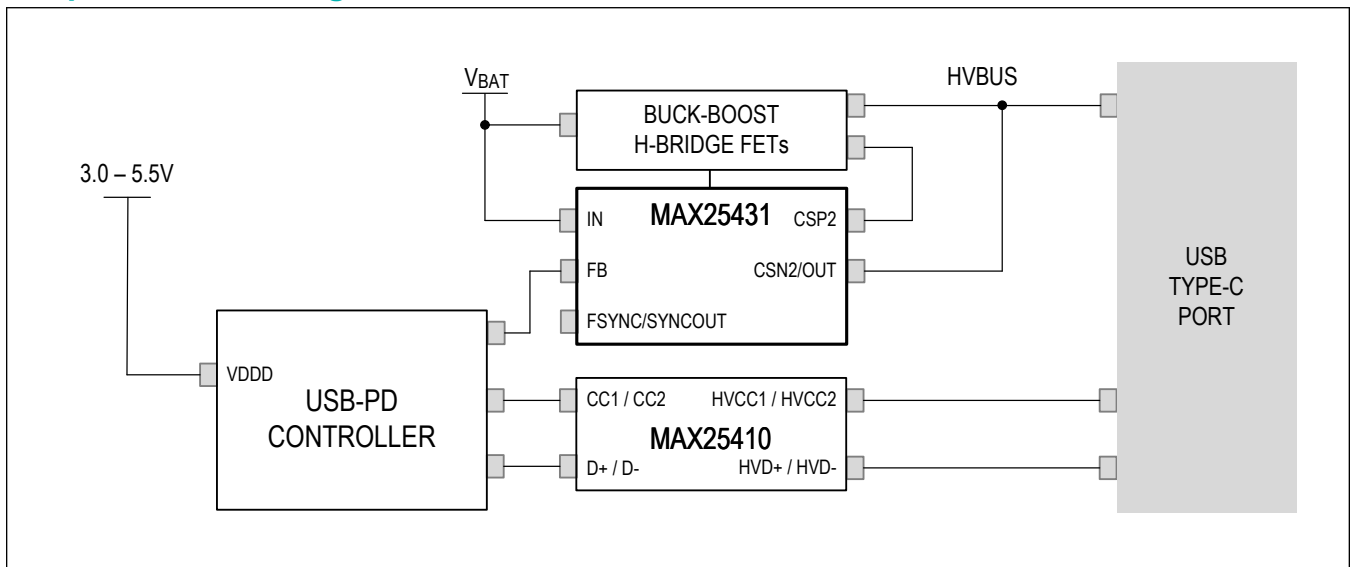 VBAT
HVBUS
BUCK-BOOST
H-BRIDGE FETs
3.0 – 5.5V
IN
MAX25431
CSP2
FB
CSN2/OUT
FSYNC/SYNCOUT
USB
TYPE-C
PORT
VDDD
USB-PD
CONTROLLER
CC1 / CC2
HVCC1 / HVCC2
MAX25410
D+ / D-
HVD+ / HVD-